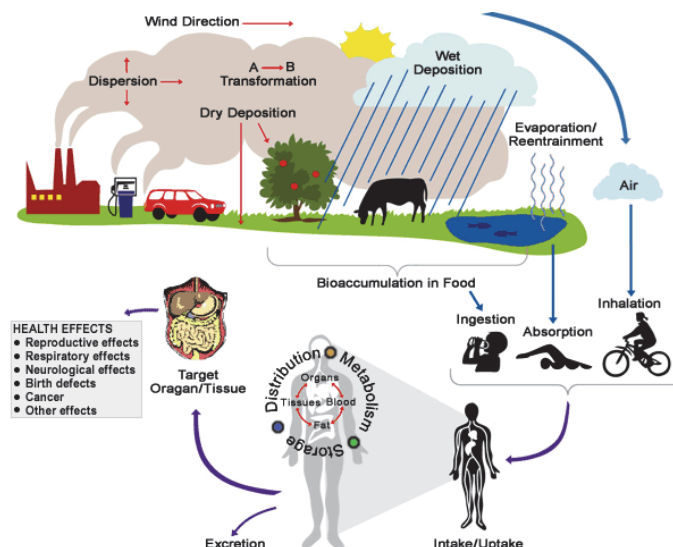 Wind Direction
Dispersion
A B
Transformation
Dry Deposition
Wet
Deposition
Evaporation/
Reentrainment
Air
Bioaccumulation in Food
Ingestion
Absorption
Inhalation
HEALTH EFFECTS
Reproductive effects
Respiratory effects
Neurological effects
Birth defects
Cancer
Other effects
Target
Oragan/Tissue
Distribution
Metabolism
Storage
Organs
Tissues
Blood
Fat
Excretion
Intake/Uptake